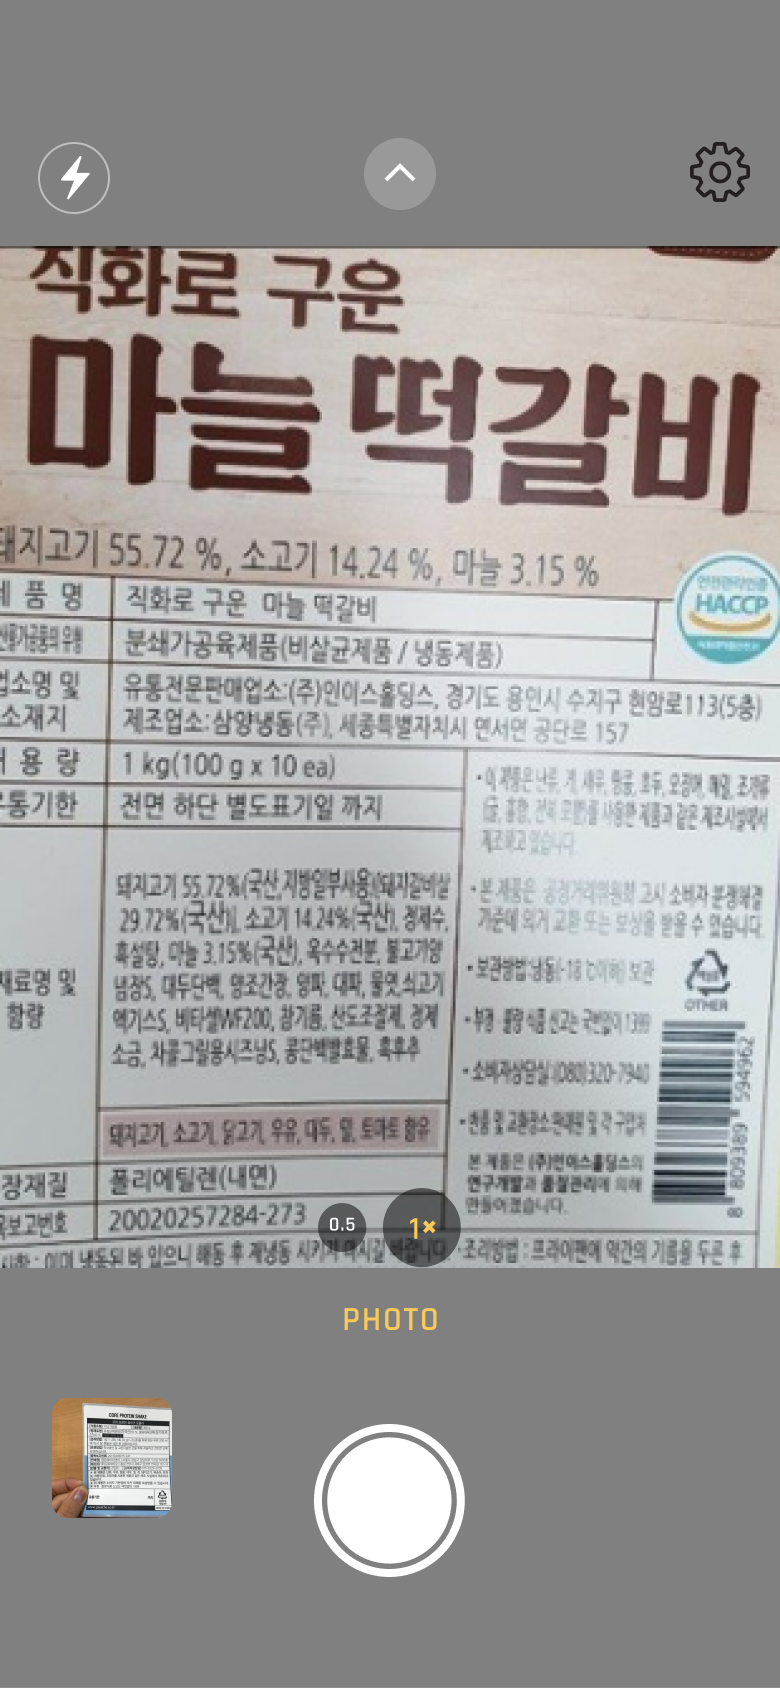 직화로 구운
마늘 떡갈비
돼지고기 55.72 %, 소고기 14.24 %, 마늘 3.15 %
제 품 명
직화로 구운 마늘 떡갈비
HACCP
분쇄가공육제품(비살균제품 / 냉동제품)
업소명 및
소재지
유통전문판매업소:(주)인이스홀딩스, 경기도 용인시 수지구 현암로113(5층)
제조업소:삼양냉동(주), 세종특별자치시 연서면 공단로 157
용 량
1 kg(100 g x 10 ea)
유통기한
전면 하단 별도표기일 까지
재료명 및
함량
돼지고기 55.72%(국산,지방일부사용)[돼지갈비살
29.72%(국산)], 소고기 14.24%(국산), 정제수,
흑설탕, 마늘 3.15%(국산), 옥수수전분, 불고기양
념장S, 대두단백, 양조간장, 양파, 대파, 물엿,쇠고기
엑기스S, 비타셀WF200, 참기름, 산도조절제, 정제
소금, 차콜그릴용시즈닝S, 콩단백발효물, 흑후추
돼지고기, 소고기, 닭고기, 우유, 대두, 밀, 토마토 함유
• 이 제품은 난류, 게, 새우, 땅콩, 호두, 오징어, 메밀, 조개류
(굴, 홍합, 전복 포함)를 사용한 제품과 같은 제조시설에서
제조하고 있습니다.
• 본 제품은 공정거래위원회 고시 소비자 분쟁해결
기준에 의거 교환 또는 보상을 받을 수 있습니다.
• 보관방법:냉동(-18℃이하) 보관
OTHER
• 부정·불량 식품 신고는 국번없이 1399
• 소비자상담실:(080)320-7940
• 반품 및 교환장소:판매원 및 각 구입처
본 제품은 (주)인이스홀딩스의
연구개발과 품질관리에 의해
만들어졌습니다.
8 809389 594962
장재질
폴리에틸렌(내면)
보고번호
20020257284-273
이미 냉동된 바 있으니 해동 후 재냉동 시키지 마시길 바랍니다. •조리방법 : 프라이팬에 약간의 기름을 두른 후
0.5
1×
PHOTO
CORE PROTEIN SHAKE